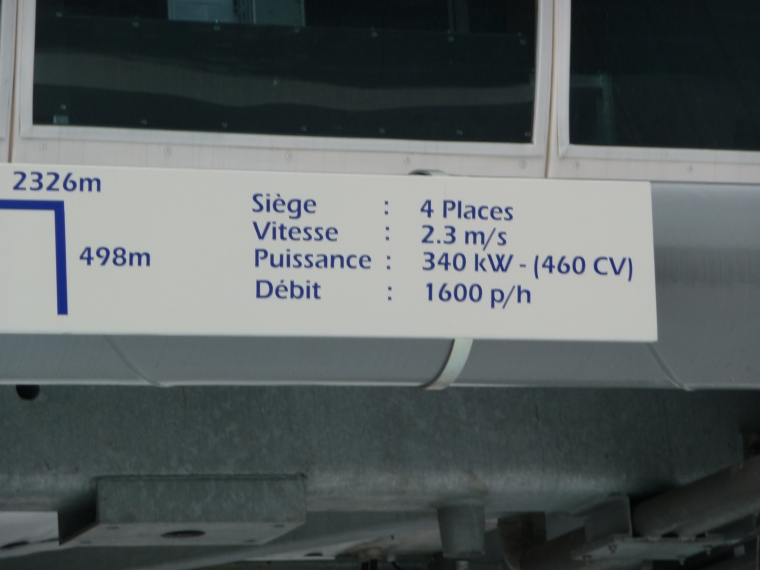 2326m
498m
Siège : 4 Places
Vitesse : 2.3 m/s
Puissance : 340 kW - (460 CV)
Débit : 1600 p/h